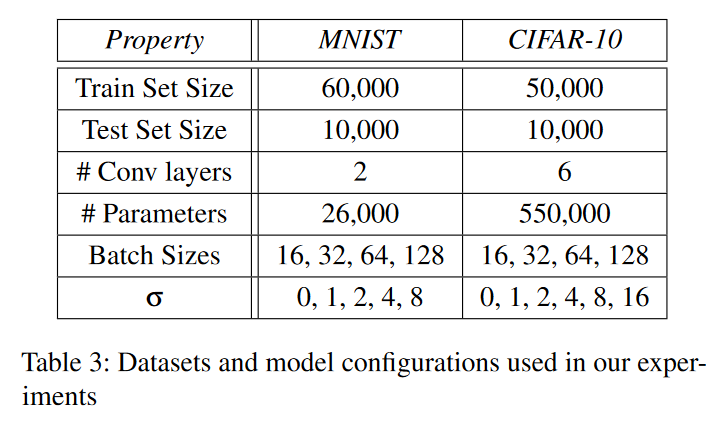 Property MNIST CIFAR-10
Train Set Size 60,000 50,000
Test Set Size 10,000 10,000
# Conv layers 2 6
# Parameters 26,000 550,000
Batch Sizes 16, 32, 64, 128 16, 32, 64, 128
σ 0, 1, 2, 4, 8 0, 1, 2, 4, 8, 16
Table 3: Datasets and model configurations used in our exper-
iments